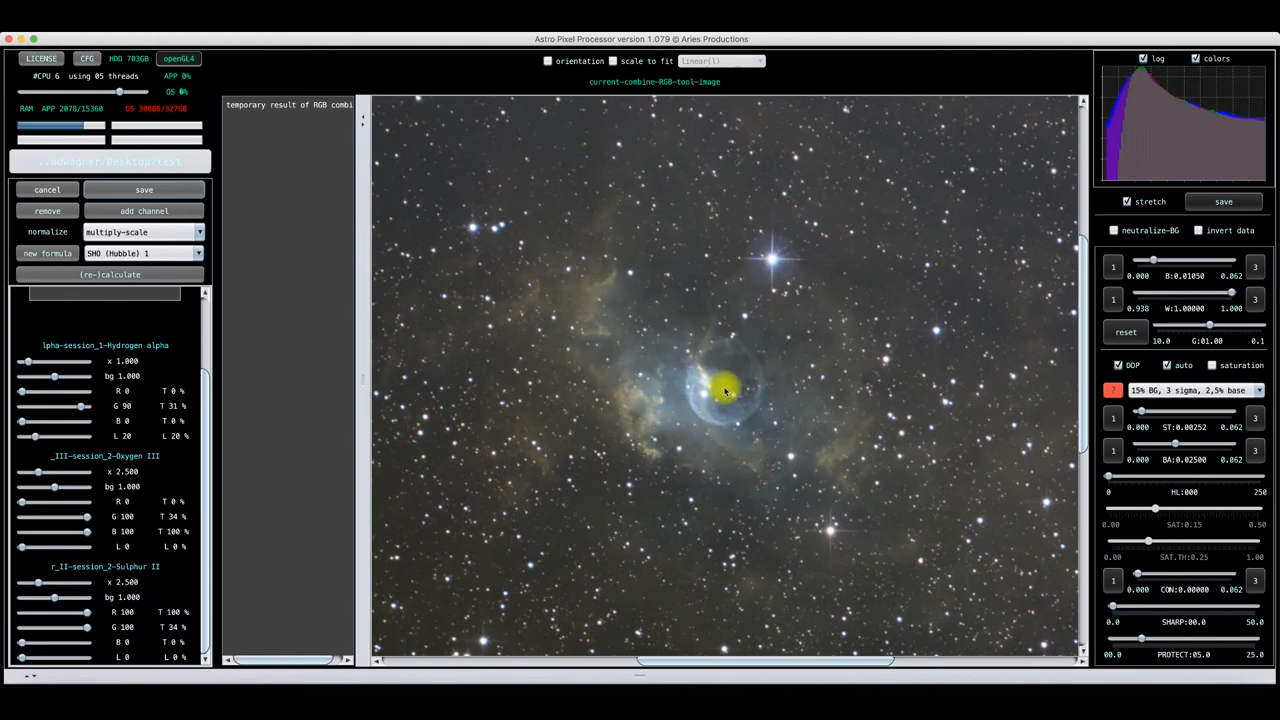 Astro Pixel Processor version 1.079 © Aries Productions
LICENSE CFG HDD 703GB openGL4
#CPU 6 using 05 threads APP 0%
OS 0%
RAM APP 2078/15360 OS 30886/32768
cancel save
remove add channel
normalize multiply-scale
new formula SHO (Hubble) 1
(re-)calculate
lpha-session_1-Hydrogen alpha
x 1.000
bg 1.000
R 0 T 0 %
G 90 T 31 %
B 0 T 0 %
L 20 L 20 %
_III-session_2-Oxygen III
x 2.500
bg 1.000
R 0 T 0 %
G 100 T 34 %
B 100 T 100 %
L 0 L 0 %
r_II-session_2-Sulphur II
x 2.500
bg 1.000
R 100 T 100 %
G 100 T 34 %
B 0 T 0 %
L 0 L 0 %
temporary result of RGB combi
orientation scale to fit linear(l)
current-combine-RGB-tool-image
log colors
stretch save
neutralize-BG invert data
1 3
0.000 B:0.01050 0.062
1 3
0.938 W:1.00000 1.000
reset
10.0 G:01.00 0.1
DDP auto saturation
? 15% BG, 3 sigma, 2,5% base
1 3
0.000 ST:0.00252 0.062
1 3
0.000 BA:0.02500 0.062
0 HL:000 250
0.00 SAT:0.15 0.50
0.00 SAT.TH:0.25 1.00
1 3
0.000 CON:0.00000 0.062
0.0 SHARP:00.0 50.0
00.0 PROTECT:05.0 25.0